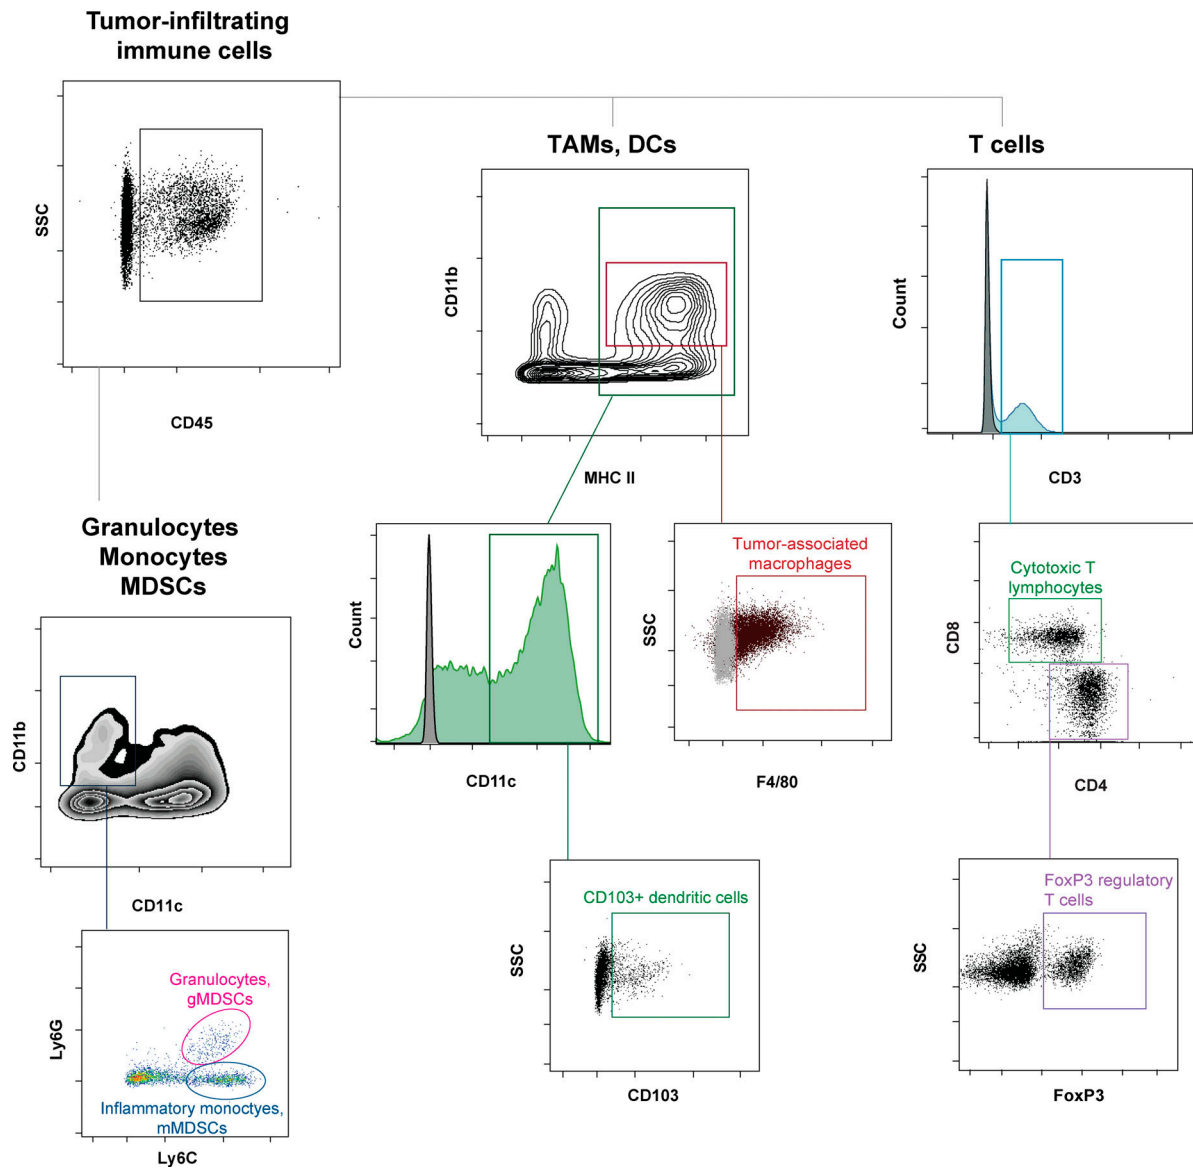 Tumor-infiltrating
immune cells
SSC
CD45
TAMs, DCs
CD11b
MHC II
T cells
Count
CD3
Granulocytes
Monocytes
MDSCs
CD11b
CD11c
Count
CD11c
Tumor-associated
macrophages
SSC
F4/80
Cytotoxic T
lymphocytes
CD8
CD4
Granulocytes,
gMDSCs
Ly6G
Inflammatory monoctyes,
mMDSCs
Ly6C
CD103+ dendritic cells
SSC
CD103
FoxP3 regulatory
T cells
SSC
FoxP3